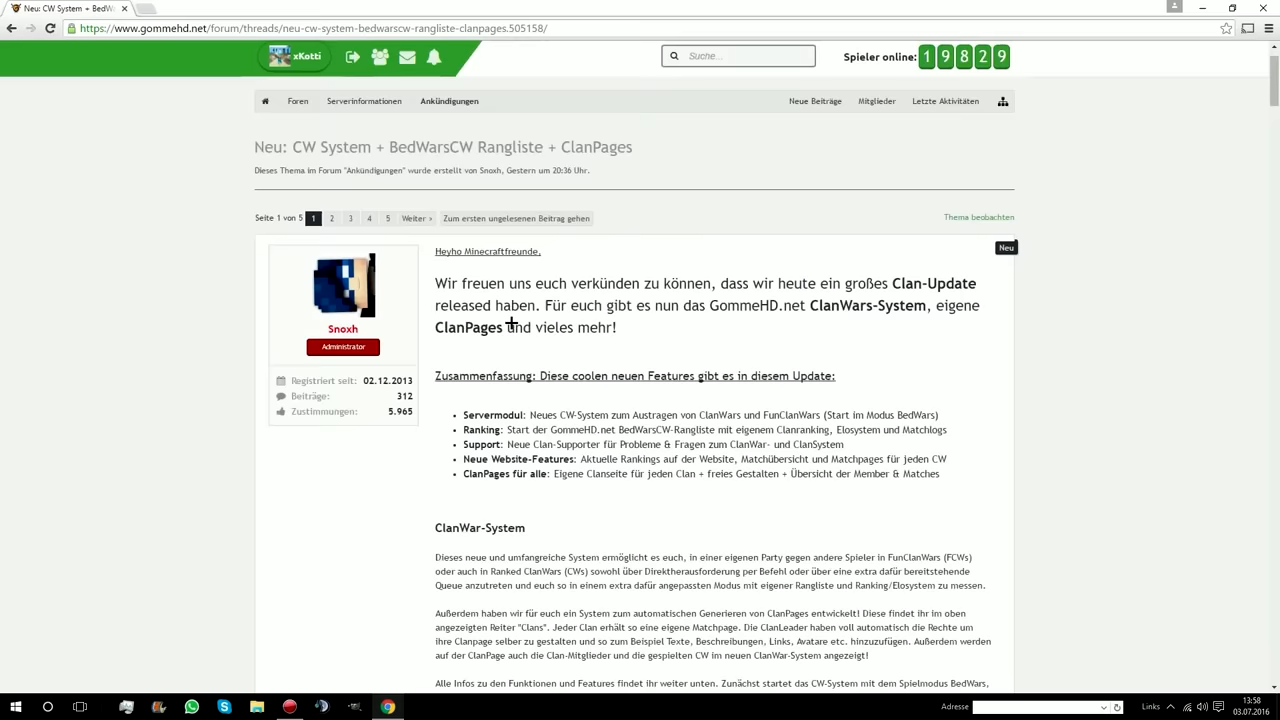 Neu: CW System + BedW
https://www.gommehd.net/forum/threads/neu-cw-system-bedwarscw-rangliste-clanpages.505158/
xKotti
Suche...
Spieler online: 1 9 8 2 9
Foren Serverinformationen Ankündigungen Neue Beiträge Mitglieder Letzte Aktivitäten
Neu: CW System + BedWarsCW Rangliste + ClanPages
Dieses Thema im Forum "Ankündigungen" wurde erstellt von Snoxh, Gestern um 20:36 Uhr.
Seite 1 von 5 1 2 3 4 5 Weiter > Zum ersten ungelesenen Beitrag gehen Thema beobachten
Neu
Snoxh
Administrator
Registriert seit: 02.12.2013
Beiträge: 312
Zustimmungen: 5.965
Heyho Minecraftfreunde,
Wir freuen uns euch verkünden zu können, dass wir heute ein großes Clan-Update
released haben. Für euch gibt es nun das GommeHD.net ClanWars-System, eigene
ClanPages und vieles mehr!
Zusammenfassung: Diese coolen neuen Features gibt es in diesem Update:
• Servermodul: Neues CW-System zum Austragen von ClanWars und FunClanWars (Start im Modus BedWars)
• Ranking: Start der GommeHD.net BedWarsCW-Rangliste mit eigenem Clanranking, Elosystem und Matchlogs
• Support: Neue Clan-Supporter für Probleme & Fragen zum ClanWar- und ClanSystem
• Neue Website-Features: Aktuelle Rankings auf der Website, Matchübersicht und Matchpages für jeden CW
• ClanPages für alle: Eigene Clanseite für jeden Clan + freies Gestalten + Übersicht der Member & Matches
ClanWar-System
Dieses neue und umfangreiche System ermöglicht es euch, in einer eigenen Party gegen andere Spieler in FunClanWars (FCWs)
oder auch in Ranked ClanWars (CWs) sowohl über Direktherausforderung per Befehl oder über eine extra dafür bereitstehende
Queue anzutreten und euch so in einem extra dafür angepassten Modus mit eigener Rangliste und Ranking/Elosystem zu messen.
Außerdem haben wir für euch ein System zum automatischen Generieren von ClanPages entwickelt! Diese findet ihr im oben
angezeigten Reiter "Clans". Jeder Clan erhält so eine eigene Matchpage. Die ClanLeader haben voll automatisch die Rechte um
ihre Clanpage selber zu gestalten und so zum Beispiel Texte, Beschreibungen, Links, Avatare etc. hinzuzufügen. Außerdem werden
auf der ClanPage auch die Clan-Mitglieder und die gespielten CW im neuen ClanWar-System angezeigt!
Alle Infos zu den Funktionen und Features findet ihr weiter unten. Zunächst startet das CW-System mit dem Spielmodus BedWars,
Adresse
Links
13:58
03.07.2016